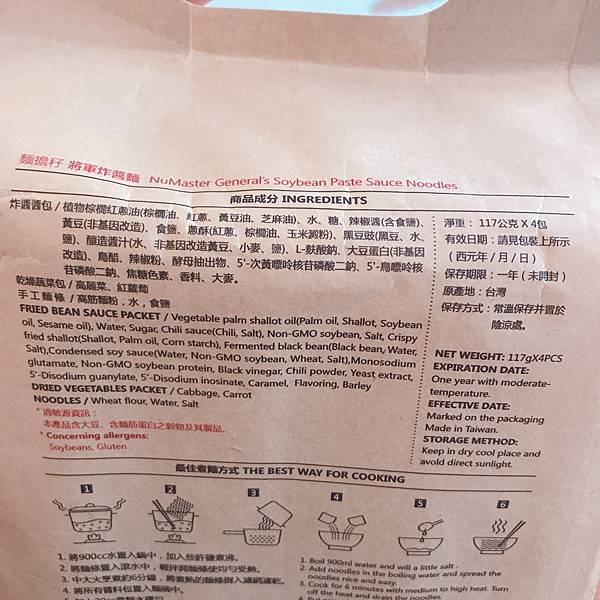 麵擔籽 將軍炸醬麵 NuMaster General's Soybean Paste Sauce Noodles
商品成分 INGREDIENTS
炸醬醬包 / 植物棕櫚紅蔥油(棕櫚油、紅蔥、黃豆油、芝麻油)、水、糖、辣椒醬(含食鹽)、
黃豆(非基因改造)、食鹽、蔥酥(紅蔥、棕櫚油、玉米澱粉)、黑豆豉(黑豆、水、
鹽)、釀造醬汁(水、非基因改造黃豆、小麥、鹽)、L-麩酸鈉、大豆蛋白(非基因
改造)、烏醋、辣椒粉、酵母抽出物、5'-次黃嘌呤核苷磷酸二鈉、5'-鳥嘌呤核
苷磷酸二鈉、焦糖色素、香料、大麥。
乾燥蔬菜包 / 高麗菜、紅蘿蔔
手工麵條 / 高筋麵粉，水，食鹽
FRIED BEAN SAUCE PACKET / Vegetable palm shallot oil(Palm oil, Shallot, Soybean
oil, Sesame oil), Water, Sugar, Chili sauce(Chili, Salt), Non-GMO soybean, Salt, Crispy
fried shallot(Shallot, Palm oil, Corn starch), Fermented black bean(Black bean, Water,
Salt),Condensed soy sauce(Water, Non-GMO soybean, Wheat, Salt),Monosodium
glutamate, Non-GMO soybean protein, Black vinegar, Chili powder, Yeast extract,
5'-Disodium guanylate, 5'-Disodium inosinate, Caramel, Flavoring, Barley
DRIED VEGETABLES PACKET / Cabbage, Carrot
NOODLES / Wheat flour, Water, Salt
* 過敏源資訊：
本產品含大豆、含麵筋蛋白之穀物及其製品。
* Concerning allergens:
Soybeans, Gluten
淨重： 117公克 X 4包
有效日期：請見包裝上所示
（西元年 / 月 / 日）
保存期限：一年（未開封）
原產地：台灣
保存方式：常溫保存并置於
陰涼處。
NET WEIGHT: 117gX4PCS
EXPIRATION DATE:
One year with moderate-
temperature.
EFFECTIVE DATE:
Marked on the packaging
Made in Taiwan.
STORAGE METHOD:
Keep in dry cool place and
avoid direct sunlight.
最佳煮麵方式 THE BEST WAY FOR COOKING
1 2 3 4 5 6
1. 將900cc水置入鍋中，加入些許鹽煮沸。
2. 將麵條置入滾水中，輕拌開麵條使均勻受熱。
3. 中大火烹煮約6分鐘，將煮熟的麵條倒入濾網瀝乾。
4. 將所有醬料包置入碗中。
1. Boil 900ml water and will a little salt .
2. Add noodles in the boiling water and spread the
noodles nice and easy.
3. Cook for 6 minutes with medium to high heat. Turn
off the heat and drain the noodles.